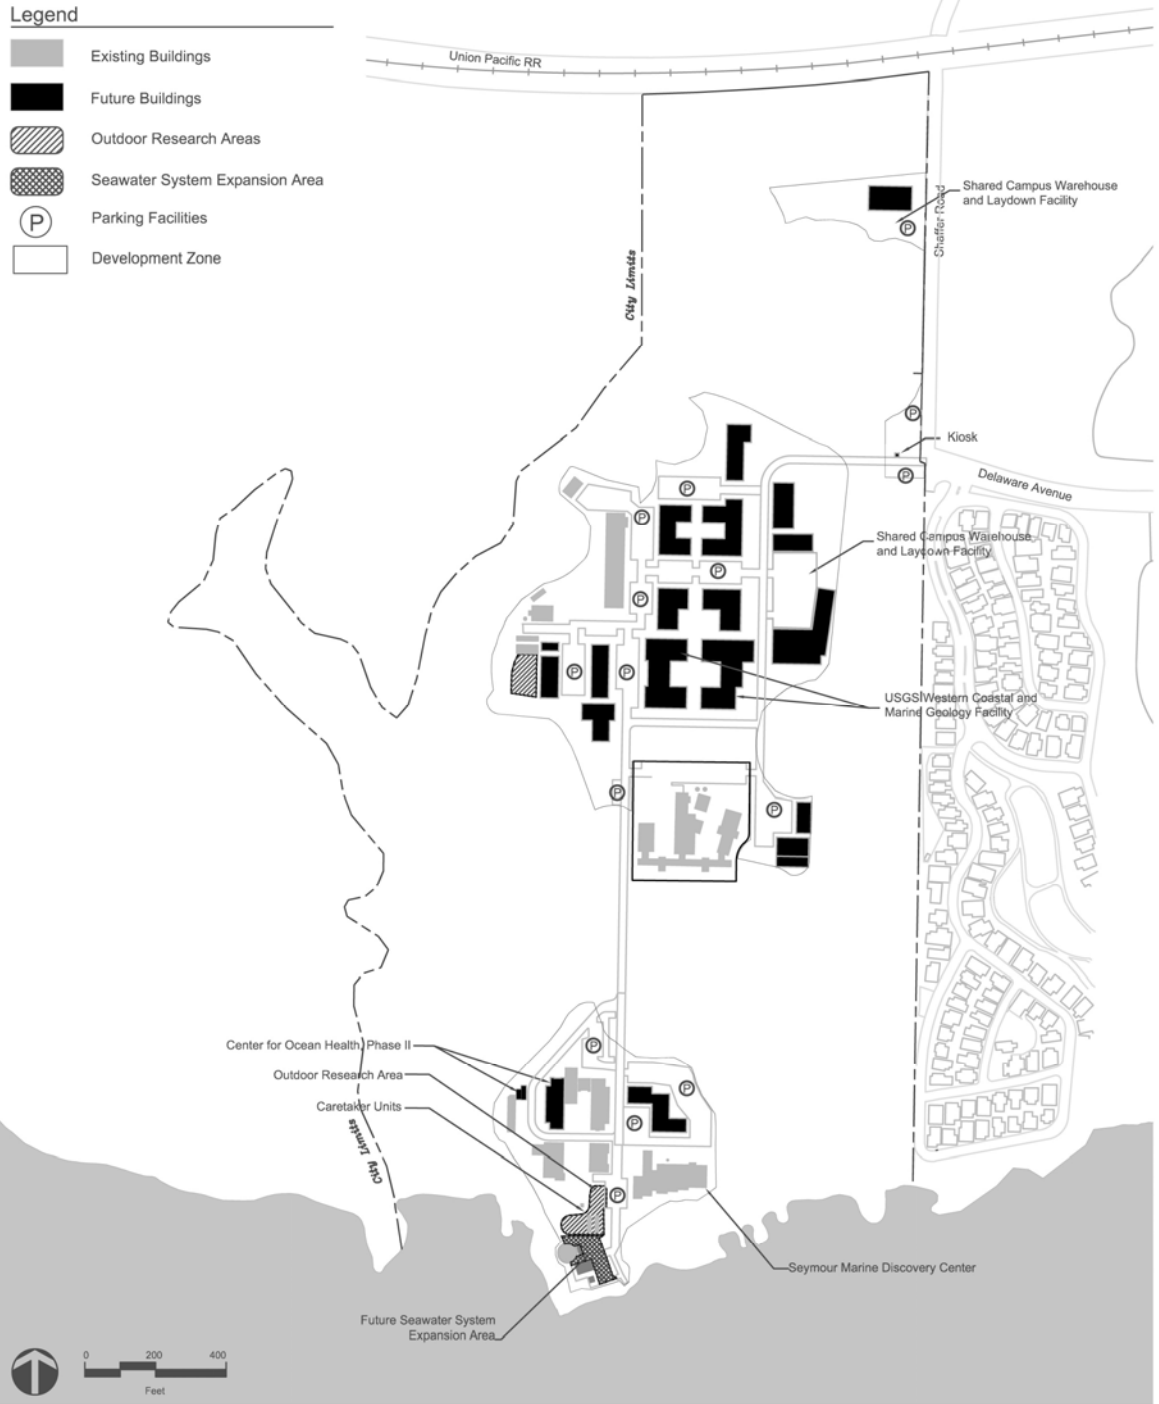 Legend
Existing Buildings
Future Buildings
Outdoor Research Areas
Seawater System Expansion Area
P
Parking Facilities
Development Zone
Union Pacific RR
Shared Campus Warehouse
and Laydown Facility
P
Shaffer Road
City Limits
P
Kiosk
P
Delaware Avenue
P
P
Shared Campus Warehouse
and Laydown Facility
P
P
P
P
USGS Western Coastal and
Marine Geology Facility
P
P
Center for Ocean Health, Phase II
P
Outdoor Research Area
P
Caretaker Units
P
City Limits
P
Seymour Marine Discovery Center
Future Seawater System
Expansion Area
0 200 400
Feet